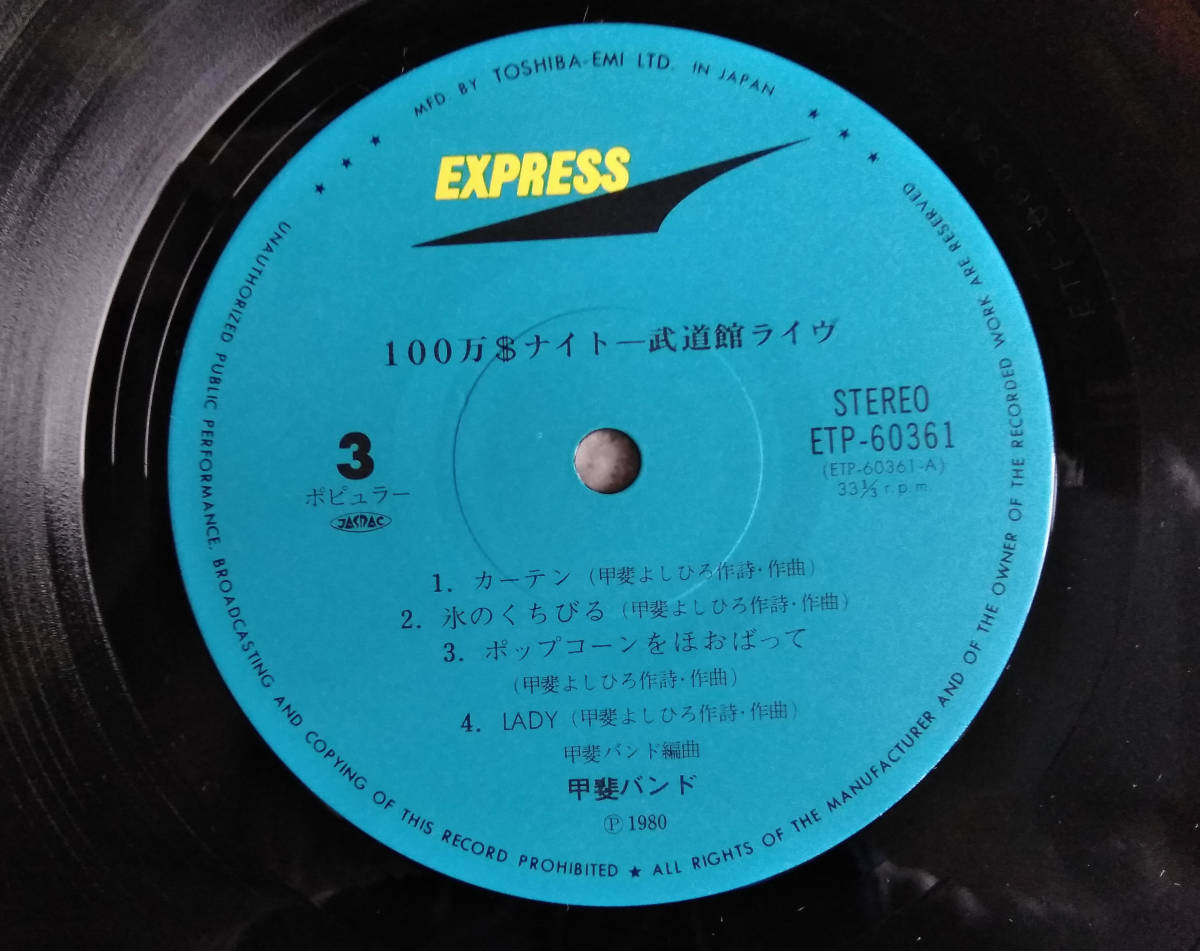 MFD. BY TOSHIBA-EMI LTD. IN JAPAN
EXPRESS
100万$ナイト―武道館ライヴ
STEREO
ETP-60361
(ETP-60361-A)
33⅓ r.p.m.
3
ポピュラー
JASRAC
1. カーテン (甲斐よしひろ作詩・作曲)
2. 氷のくちびる (甲斐よしひろ作詩・作曲)
3. ポップコーンをほおばって
(甲斐よしひろ作詩・作曲)
4. LADY (甲斐よしひろ作詩・作曲)
甲斐バンド編曲
甲斐バンド
Ⓟ 1980
UNAUTHORIZED PUBLIC PERFORMANCE, BROADCASTING AND COPYING OF THIS RECORD PROHIBITED ★ ALL RIGHTS OF THE MANUFACTURER AND OF THE OWNER OF THE RECORDED WORK ARE RESERVED